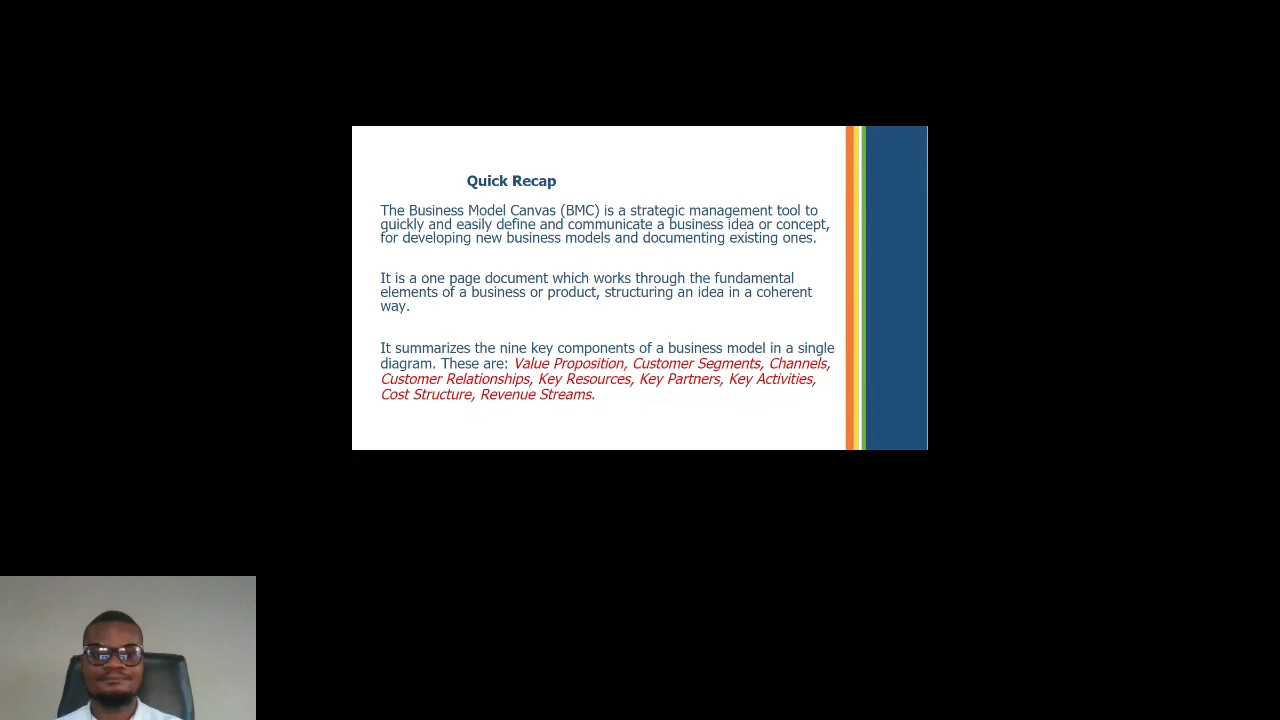 Quick Recap
The Business Model Canvas (BMC) is a strategic management tool to
quickly and easily define and communicate a business idea or concept,
for developing new business models and documenting existing ones.
It is a one page document which works through the fundamental
elements of a business or product, structuring an idea in a coherent
way.
It summarizes the nine key components of a business model in a single
diagram. These are: Value Proposition, Customer Segments, Channels,
Customer Relationships, Key Resources, Key Partners, Key Activities,
Cost Structure, Revenue Streams.